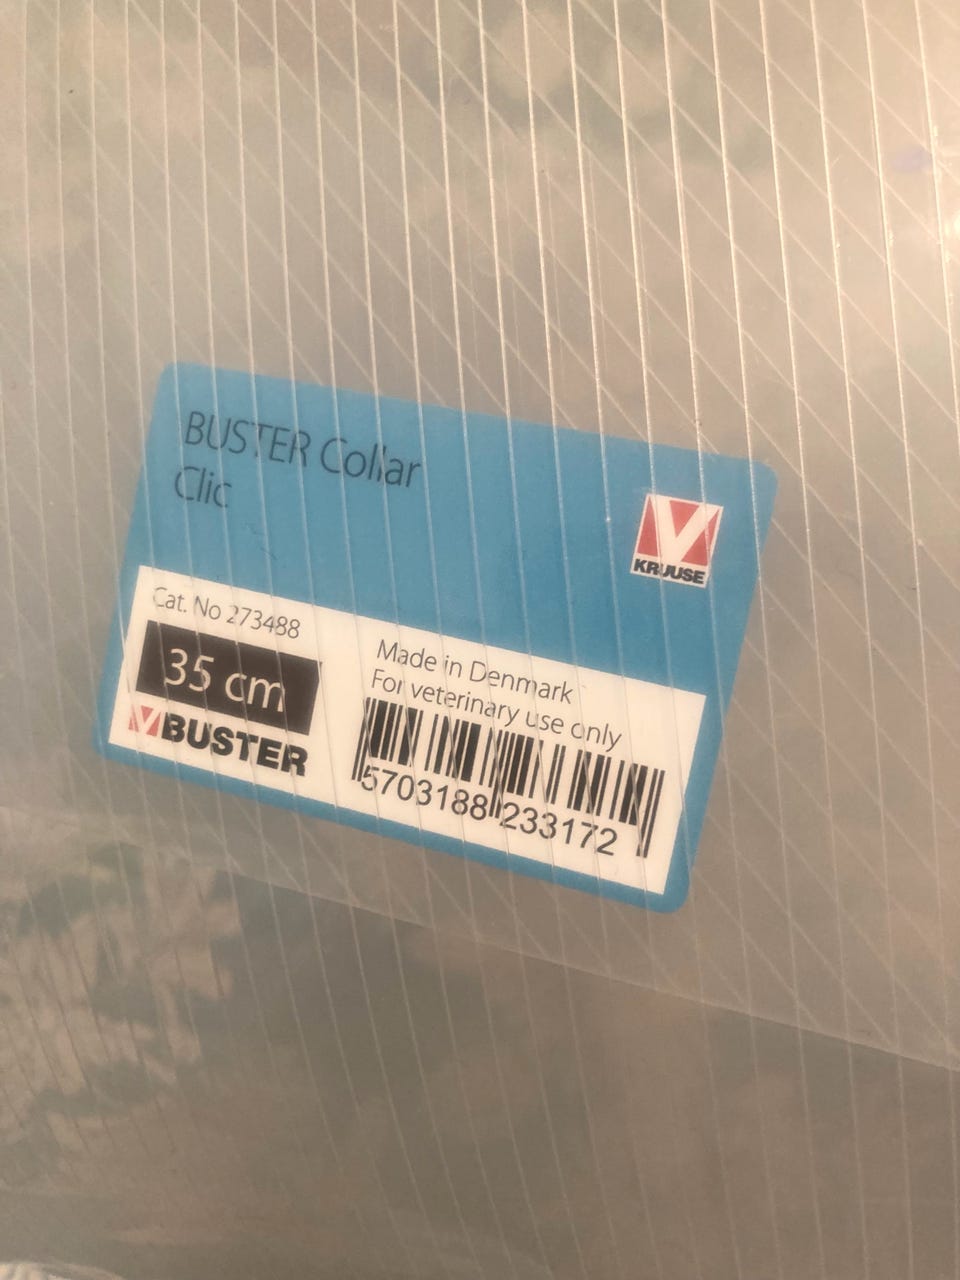 BUSTER Collar
Clic
KRUUSE
Cat. No 273488
35 cm
BUSTER
Made in Denmark
For veterinary use only
5703188 233172